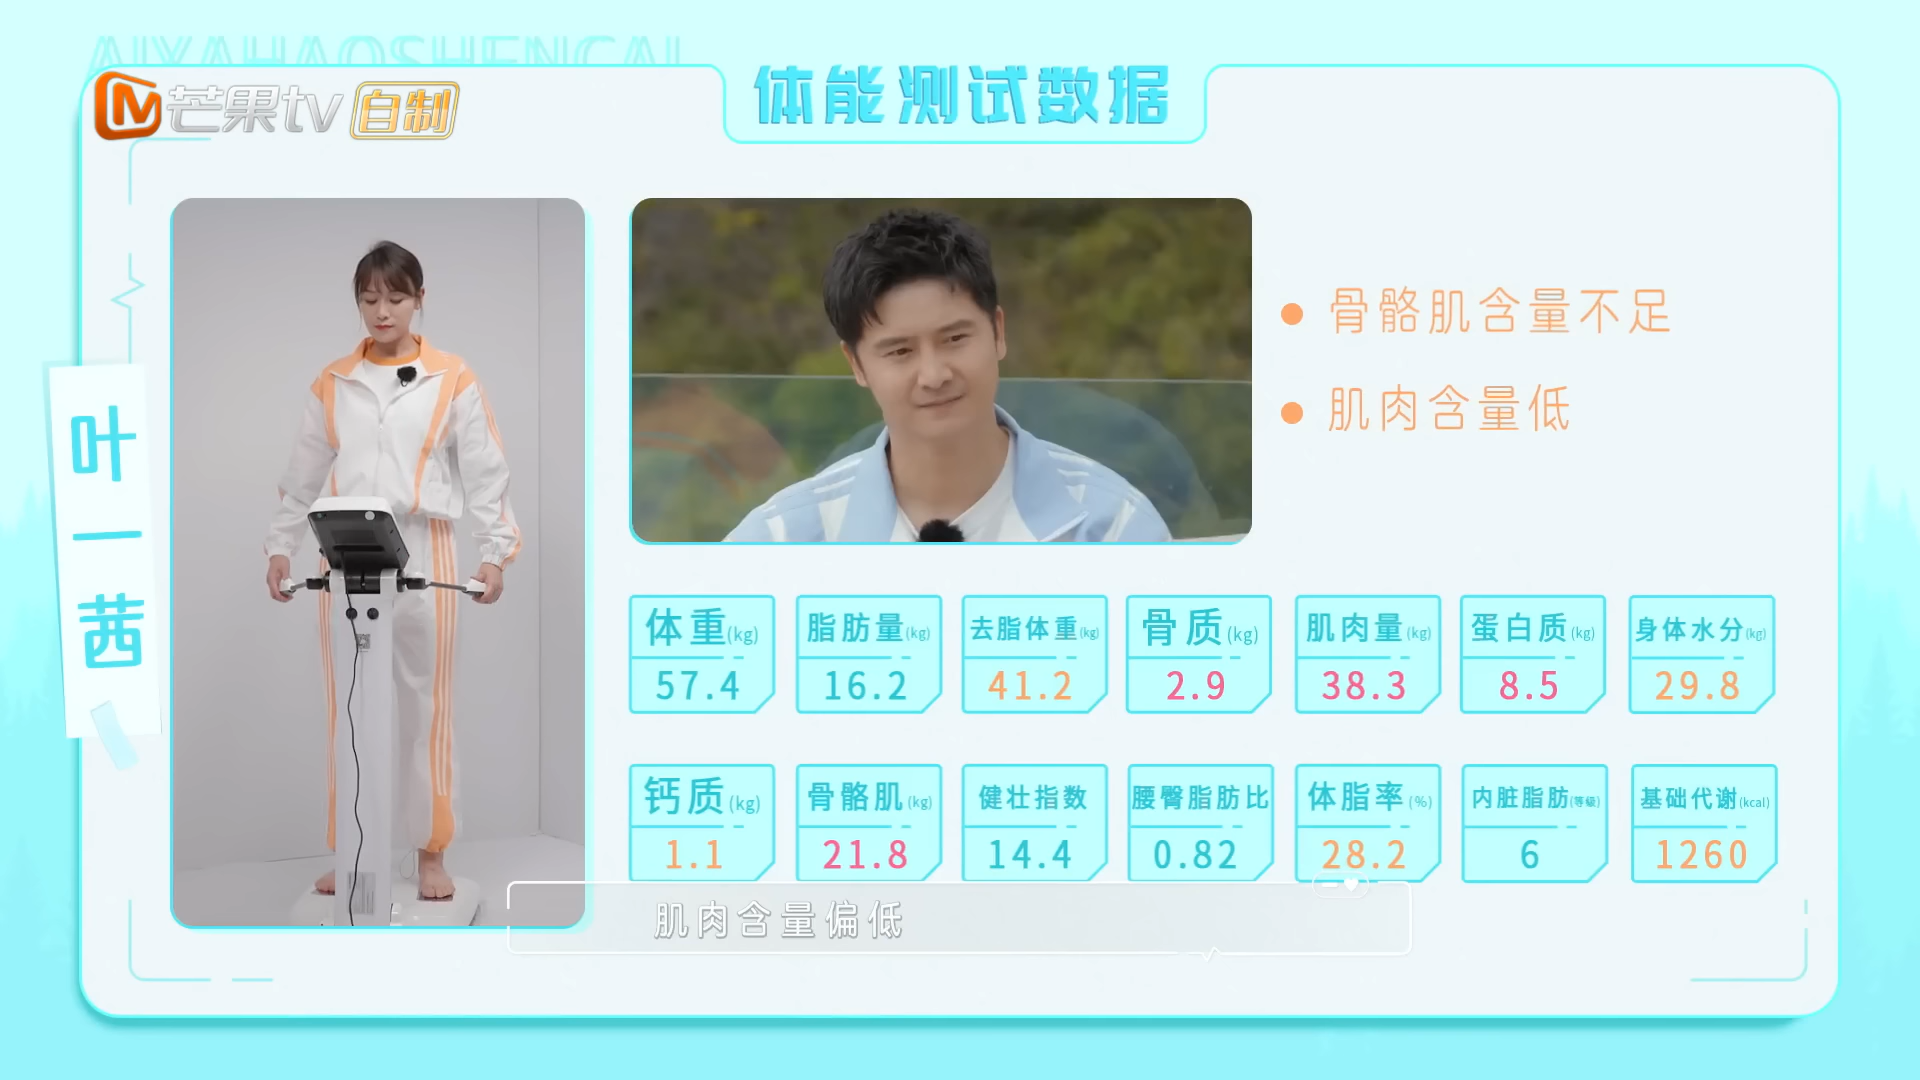 AIYAHAOSHENCAI
芒果tv 自制
体能测试数据
叶一茜
骨骼肌含量不足
肌肉含量低
体重(kg)
57.4
脂肪量(kg)
16.2
去脂体重(kg)
41.2
骨质(kg)
2.9
肌肉量(kg)
38.3
蛋白质(kg)
8.5
身体水分(kg)
29.8
钙质(kg)
1.1
骨骼肌(kg)
21.8
健壮指数
14.4
腰臀脂肪比
0.82
体脂率(%)
28.2
内脏脂肪(等级)
6
基础代谢(kcal)
1260
肌肉含量偏低